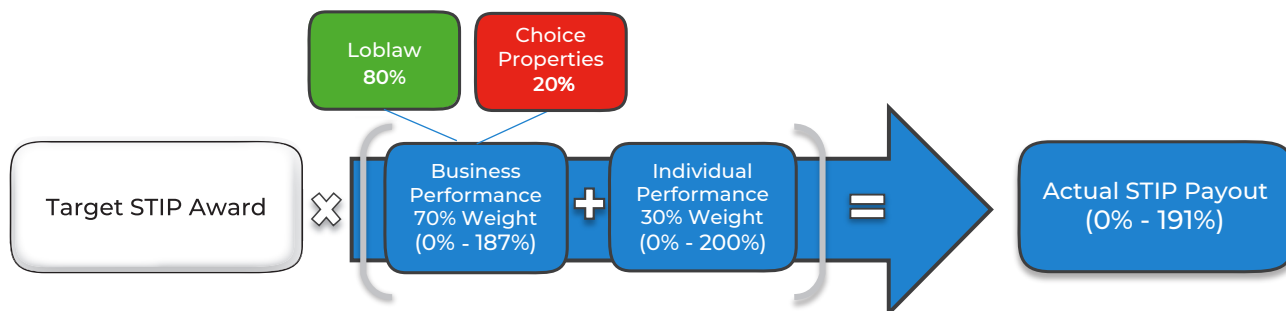 Loblaw
80%
Choice
Properties
20%
Target STIP Award
×
Business
Performance
70% Weight
(0% - 187%)
+
Individual
Performance
30% Weight
(0% - 200%)
=
Actual STIP Payout
(0% - 191%)